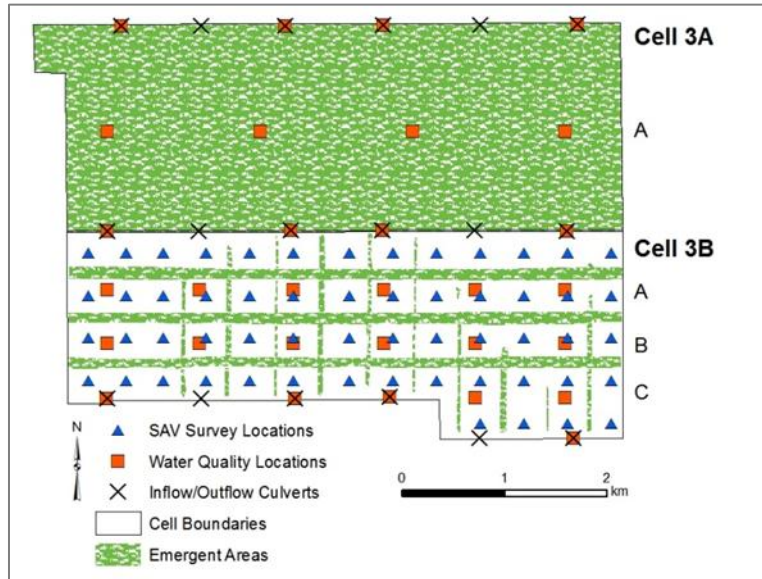 Cell 3A
A
Cell 3B
A
B
C
N
SAV Survey Locations
Water Quality Locations
Inflow/Outflow Culverts
Cell Boundaries
Emergent Areas
0 1 2
km